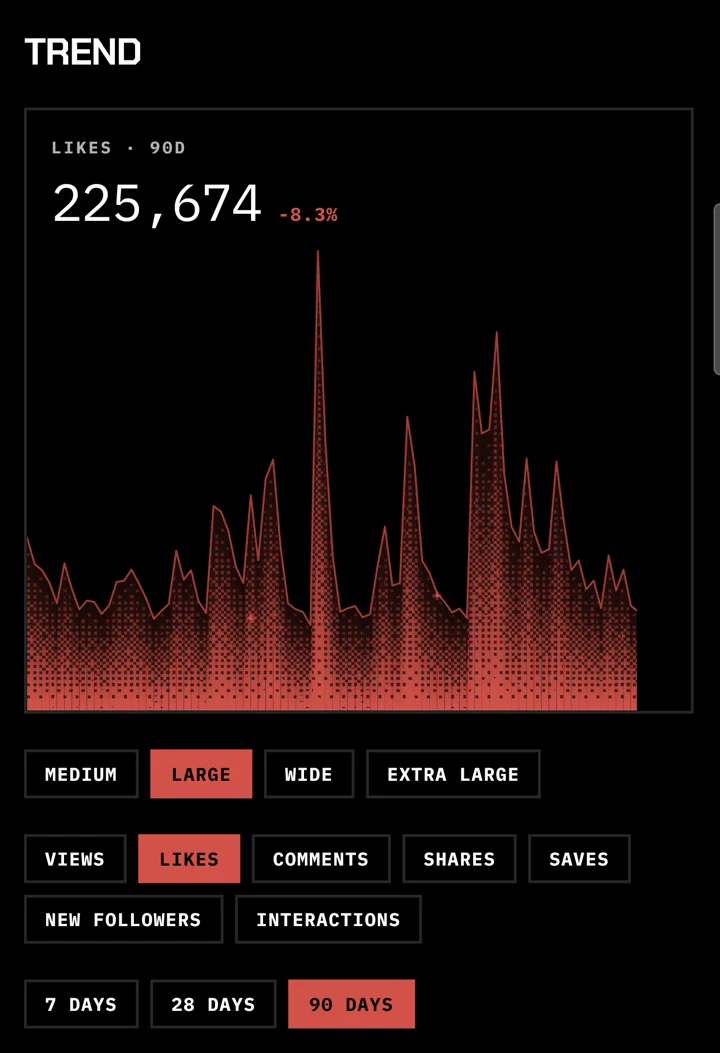 TREND
LIKES · 90D
225,674 -8.3%
MEDIUM LARGE WIDE EXTRA LARGE
VIEWS LIKES COMMENTS SHARES SAVES
NEW FOLLOWERS INTERACTIONS
7 DAYS 28 DAYS 90 DAYS